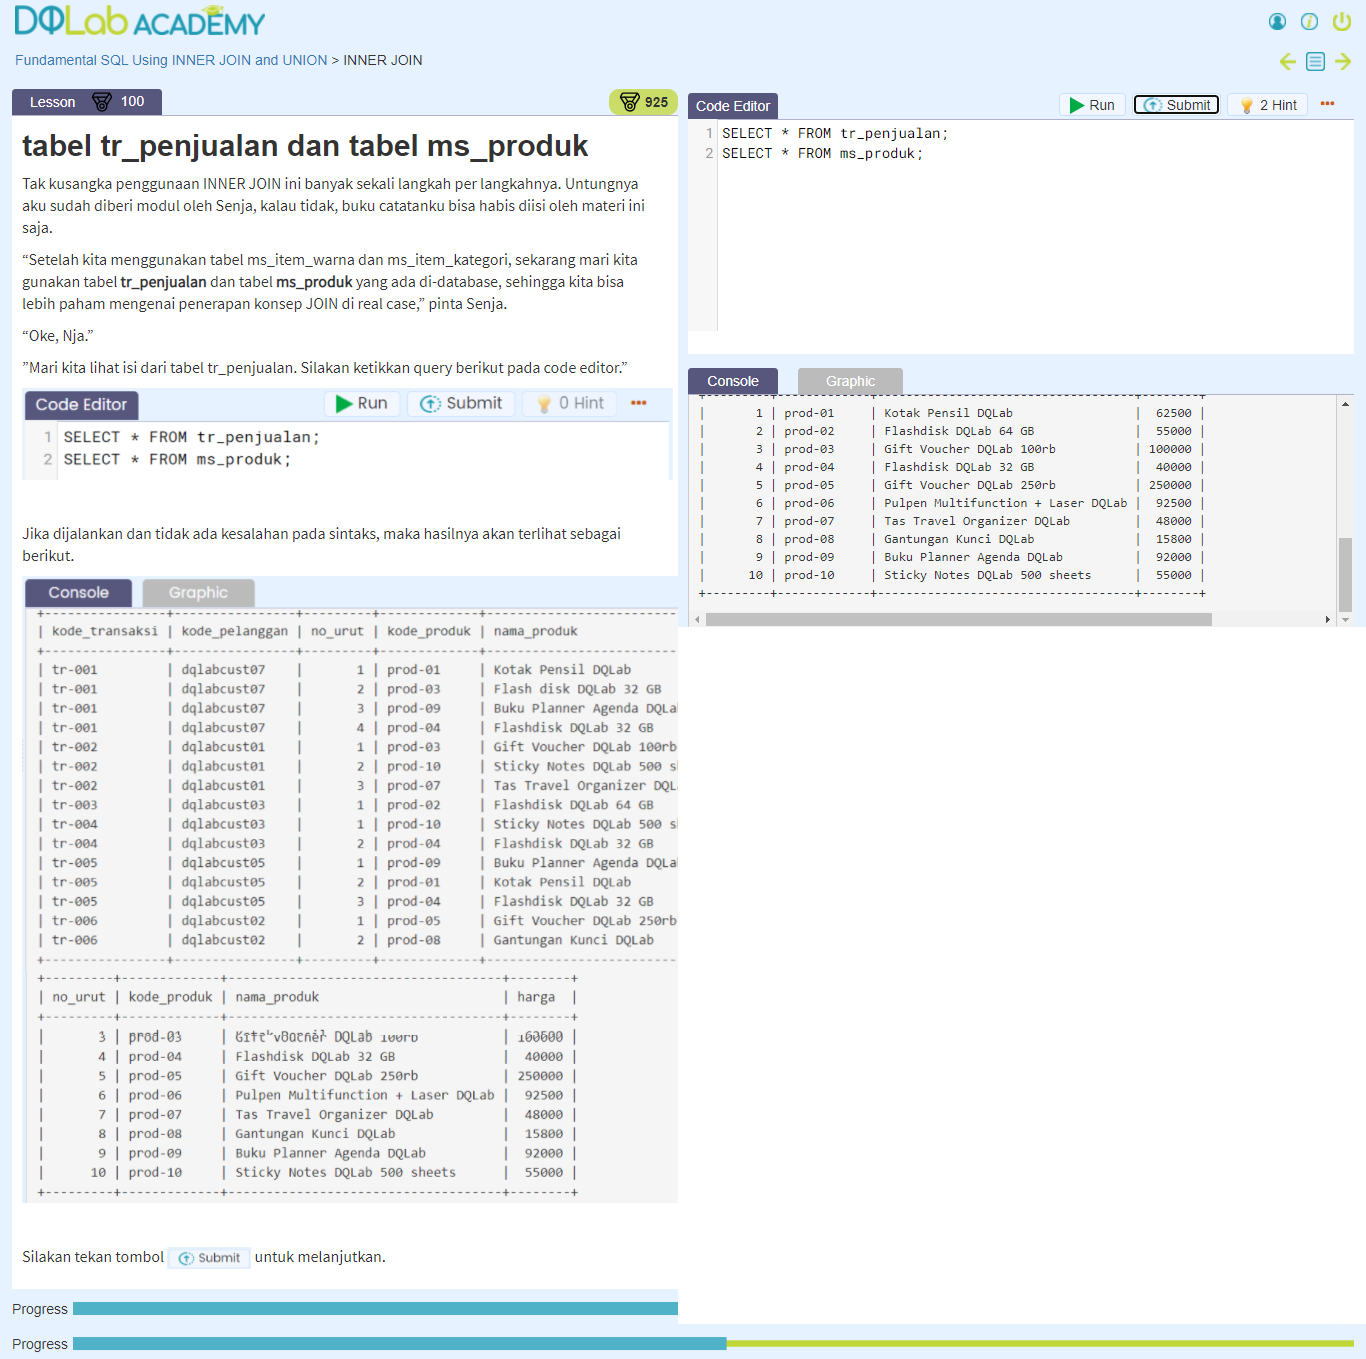 DQLab ACADEMY
Fundamental SQL Using INNER JOIN and UNION > INNER JOIN
Lesson 100
925
tabel tr_penjualan dan tabel ms_produk
Tak kusangka penggunaan INNER JOIN ini banyak sekali langkah per langkahnya. Untungnya
aku sudah diberi modul oleh Senja, kalau tidak, buku catatanku bisa habis diisi oleh materi ini
saja.
“Setelah kita menggunakan tabel ms_item_warna dan ms_item_kategori, sekarang mari kita
gunakan tabel tr_penjualan dan tabel ms_produk yang ada di-database, sehingga kita bisa
lebih paham mengenai penerapan konsep JOIN di real case,” pinta Senja.
“Oke, Nja.”
”Mari kita lihat isi dari tabel tr_penjualan. Silakan ketikkan query berikut pada code editor.”
Code Editor Run Submit 0 Hint
1 SELECT * FROM tr_penjualan;
2 SELECT * FROM ms_produk;
Jika dijalankan dan tidak ada kesalahan pada sintaks, maka hasilnya akan terlihat sebagai
berikut.
Console Graphic
| kode_transaksi | kode_pelanggan | no_urut | kode_produk | nama_produk
| tr-001 | dqlabcust07 | 1 | prod-01 | Kotak Pensil DQLab
| tr-001 | dqlabcust07 | 2 | prod-03 | Flash disk DQLab 32 GB
| tr-001 | dqlabcust07 | 3 | prod-09 | Buku Planner Agenda DQLa
| tr-001 | dqlabcust07 | 4 | prod-04 | Flashdisk DQLab 32 GB
| tr-002 | dqlabcust01 | 1 | prod-03 | Gift Voucher DQLab 100rb
| tr-002 | dqlabcust01 | 2 | prod-10 | Sticky Notes DQLab 500 s
| tr-002 | dqlabcust01 | 3 | prod-07 | Tas Travel Organizer DQL
| tr-003 | dqlabcust03 | 1 | prod-02 | Flashdisk DQLab 64 GB
| tr-004 | dqlabcust03 | 1 | prod-10 | Sticky Notes DQLab 500 s
| tr-004 | dqlabcust03 | 2 | prod-04 | Flashdisk DQLab 32 GB
| tr-005 | dqlabcust05 | 1 | prod-09 | Buku Planner Agenda DQLa
| tr-005 | dqlabcust05 | 2 | prod-01 | Kotak Pensil DQLab
| tr-005 | dqlabcust05 | 3 | prod-04 | Flashdisk DQLab 32 GB
| tr-006 | dqlabcust02 | 1 | prod-05 | Gift Voucher DQLab 250rb
| tr-006 | dqlabcust02 | 2 | prod-08 | Gantungan Kunci DQLab
| no_urut | kode_produk | nama_produk | harga |
| 3 | prod-03 | DQLab 100rb | |
| 4 | prod-04 | Flashdisk DQLab 32 GB | 40000 |
| 5 | prod-05 | Gift Voucher DQLab 250rb | 250000 |
| 6 | prod-06 | Pulpen Multifunction + Laser DQLab | 92500 |
| 7 | prod-07 | Tas Travel Organizer DQLab | 48000 |
| 8 | prod-08 | Gantungan Kunci DQLab | 15800 |
| 9 | prod-09 | Buku Planner Agenda DQLab | 92000 |
| 10 | prod-10 | Sticky Notes DQLab 500 sheets | 55000 |
Silakan tekan tombol Submit untuk melanjutkan.
Progress
Progress
Code Editor Run Submit 2 Hint
1 SELECT * FROM tr_penjualan;
2 SELECT * FROM ms_produk;
Console Graphic
| 1 | prod-01 | Kotak Pensil DQLab | 62500 |
| 2 | prod-02 | Flashdisk DQLab 64 GB | 55000 |
| 3 | prod-03 | Gift Voucher DQLab 100rb | 100000 |
| 4 | prod-04 | Flashdisk DQLab 32 GB | 40000 |
| 5 | prod-05 | Gift Voucher DQLab 250rb | 250000 |
| 6 | prod-06 | Pulpen Multifunction + Laser DQLab | 92500 |
| 7 | prod-07 | Tas Travel Organizer DQLab | 48000 |
| 8 | prod-08 | Gantungan Kunci DQLab | 15800 |
| 9 | prod-09 | Buku Planner Agenda DQLab | 92000 |
| 10 | prod-10 | Sticky Notes DQLab 500 sheets | 55000 |